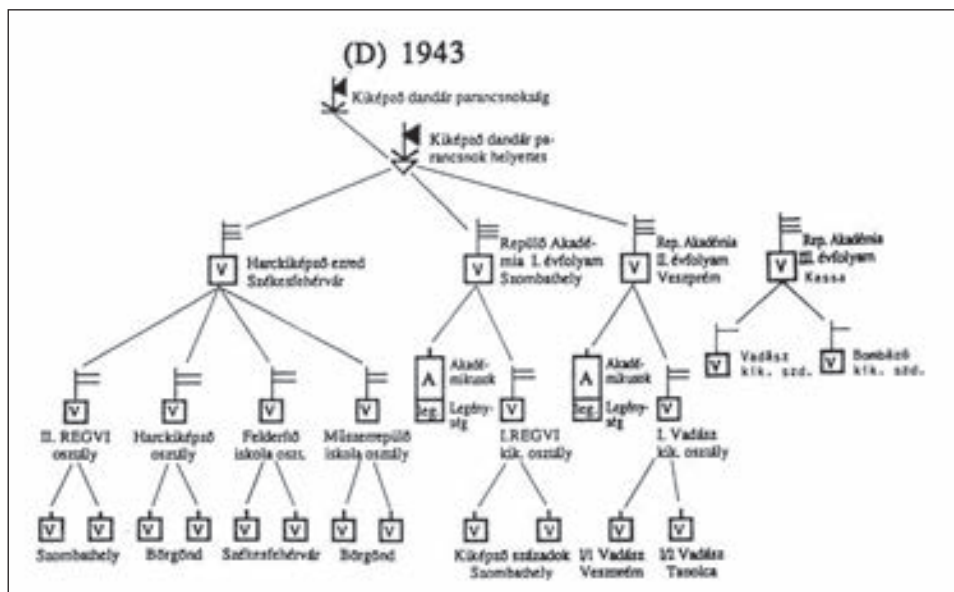 (D) 1943
Kiképző dandár parancsnokság
Kiképző dandár pa-
rancsnok helyettes
V
Harckiképző ezred
Székesfehérvár
V
Repülő Akadé-
mia I. évfolyam
Szombathely
V
Rep. Akadémia
II. évfolyam
Veszprém
V
Rep. Akadémia
III. évfolyam
Kassa
V
Vadász
kik. szd.
V
Bombázó
kik. szd.
V
II. REGVI
osztály
V
Harckiképző
osztály
V
Felderítő
iskola oszt.
V
Műszerrepülő
iskola osztály
A
leg.
Akadé-
mikusok
Legény-
ség
V
I. REGVI
kik. osztály
A
leg.
Akadé-
mikusok
Legény-
ség
V
I. Vadász
kik. osztály
V V
Szombathely
V V
Börgönd
V V
Székesfehérvár
V V
Börgönd
V V
Kiképző századok
Szombathely
V
I/1 Vadász
Veszprém
V
I/2 Vadász
Tapolca